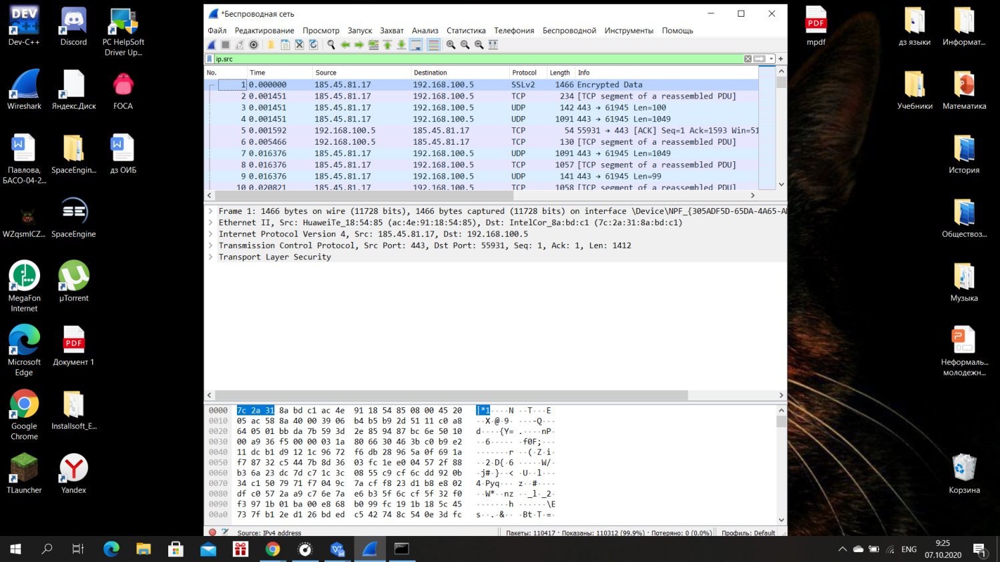 DEV
C++
Dev-C++
Discord
PC HelpSoft
Driver Up...
Wireshark
Яндекс.Диск
FOCA
Павлова,
БАСО-04-2...
SpaceEngin...
дз ОИБ
WZqsmICZ...
SE
SpaceEngine
MegaFon
Internet
µTorrent
Microsoft
Edge
PDF
Документ 1
Google
Chrome
Installsoft_E...
TLauncher
Yandex
*Беспроводная сеть
Файл Редактирование Просмотр Запуск Захват Анализ Статистика Телефония Беспроводной Инструменты Помощь
ip.src
No. Time Source Destination Protocol Length Info
1 0.000000 185.45.81.17 192.168.100.5 SSLv2 1466 Encrypted Data
2 0.001451 185.45.81.17 192.168.100.5 TCP 234 [TCP segment of a reassembled PDU]
3 0.001451 185.45.81.17 192.168.100.5 UDP 142 443 → 61945 Len=100
4 0.001451 185.45.81.17 192.168.100.5 UDP 1091 443 → 61945 Len=1049
5 0.001592 192.168.100.5 185.45.81.17 TCP 54 55931 → 443 [ACK] Seq=1 Ack=1593 Win=51
6 0.005466 192.168.100.5 185.45.81.17 TCP 130 [TCP segment of a reassembled PDU]
7 0.016376 185.45.81.17 192.168.100.5 UDP 1091 443 → 61945 Len=1049
8 0.016376 185.45.81.17 192.168.100.5 TCP 1057 [TCP segment of a reassembled PDU]
9 0.016376 185.45.81.17 192.168.100.5 UDP 141 443 → 61945 Len=99
10 0.020821 185.45.81.17 192.168.100.5 TCP 1058 [TCP segment of a reassembled PDU]
Frame 1: 1466 bytes on wire (11728 bits), 1466 bytes captured (11728 bits) on interface \Device\NPF_{305ADF5D-65DA-4A65-A
Ethernet II, Src: HuaweiTe_18:54:85 (ac:4e:91:18:54:85), Dst: IntelCor_8a:bd:c1 (7c:2a:31:8a:bd:c1)
Internet Protocol Version 4, Src: 185.45.81.17, Dst: 192.168.100.5
Transmission Control Protocol, Src Port: 443, Dst Port: 55931, Seq: 1, Ack: 1, Len: 1412
Transport Layer Security
0000 7c 2a 31 8a bd c1 ac 4e 91 18 54 85 08 00 45 20 |*1····N ··T···E
0010 05 ac 58 8a 40 00 39 06 b4 b5 b9 2d 51 11 c0 a8 ··X·@·9· ···-Q···
0020 64 05 01 bb da 7b 59 3d 2e 85 94 87 bc 6e 50 10 d····{Y= .····nP·
0030 00 a9 36 f5 00 00 03 1a 80 66 30 46 3b c0 b9 e2 ··6····· ·f0F;···
0040 11 dc b1 d9 12 1c 96 72 f6 db 28 96 5a 0f 69 1a ·······r ··(·Z·i·
0050 f7 87 32 c5 44 7b 8d 36 03 fc 1e e0 04 57 2f 88 ··2·D{·6 ·····W/·
0060 b3 6a 23 dc 7d c7 1c 3c 08 55 c9 cf 6c dd 92 0b ·j#·}··< ·U··l···
0070 34 c1 50 79 71 f7 04 9c 7a cf f8 23 d1 b8 e8 02 4·Pyq··· z··#····
0080 df c0 57 2a a9 c7 6e 7a e6 b3 5f 6c cf 5f 32 f0 ··W*··nz ··_l·_2·
0090 f3 97 1b 01 ba 00 e8 68 b0 99 fc 19 1b 18 5c 45 ·······h ······\E
00a0 73 7f b1 2e d1 26 bd ed c5 42 74 8c 54 0e 3d fc s··.·&·· ·Bt·T·=·
Source: IPv4 address
Пакеты: 110417 · Показаны: 110312 (99.9%) · Потеряно: 0 (0.0%)
Профиль: Default
PDF
mpdf
дз языки
Информат...
Учебники
Математика
История
Обществоз...
Музыка
Неформаль...
молодежн...
Корзина
ENG
9:25
07.10.2020
1